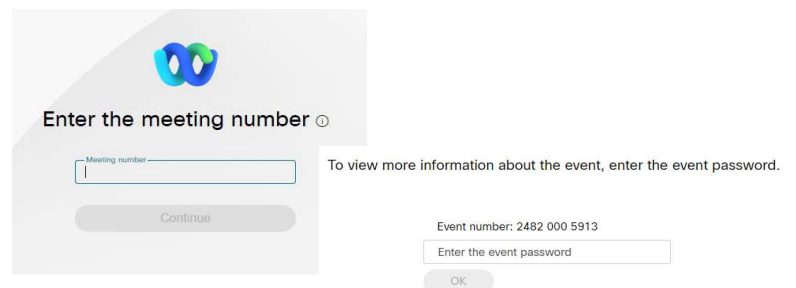 Enter the meeting number
Meeting number
Continue
To view more information about the event, enter the event password.
Event number: 2482 000 5913
Enter the event password
OK